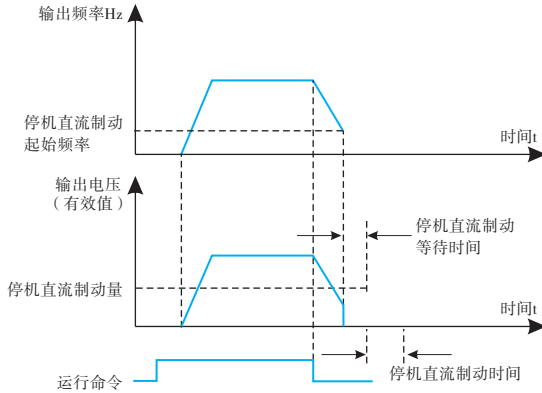 输出频率Hz
停机直流制动
起始频率
时间t
输出电压
（有效值）
停机直流制动
等待时间
停机直流制动量
时间t
停机直流制动时间
运行命令